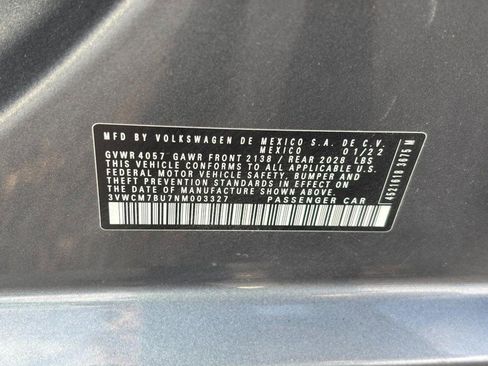 MFD BY VOLKSWAGEN DE MEXICO S.A. DE C.V.
MEXICO 01/22
GVWR 4057 GAWR FRONT 2138 / REAR 2028 LBS
THIS VEHICLE CONFORMS TO ALL APPLICABLE U.S.
FEDERAL MOTOR VEHICLE SAFETY, BUMPER AND
THEFT PREVENTION STANDARDS IN EFFECT ON THE
DATE OF MANUFACTURE SHOWN ABOVE.
3VWCM7BU7NM003327 PASSENGER CAR
4521618 3675 M